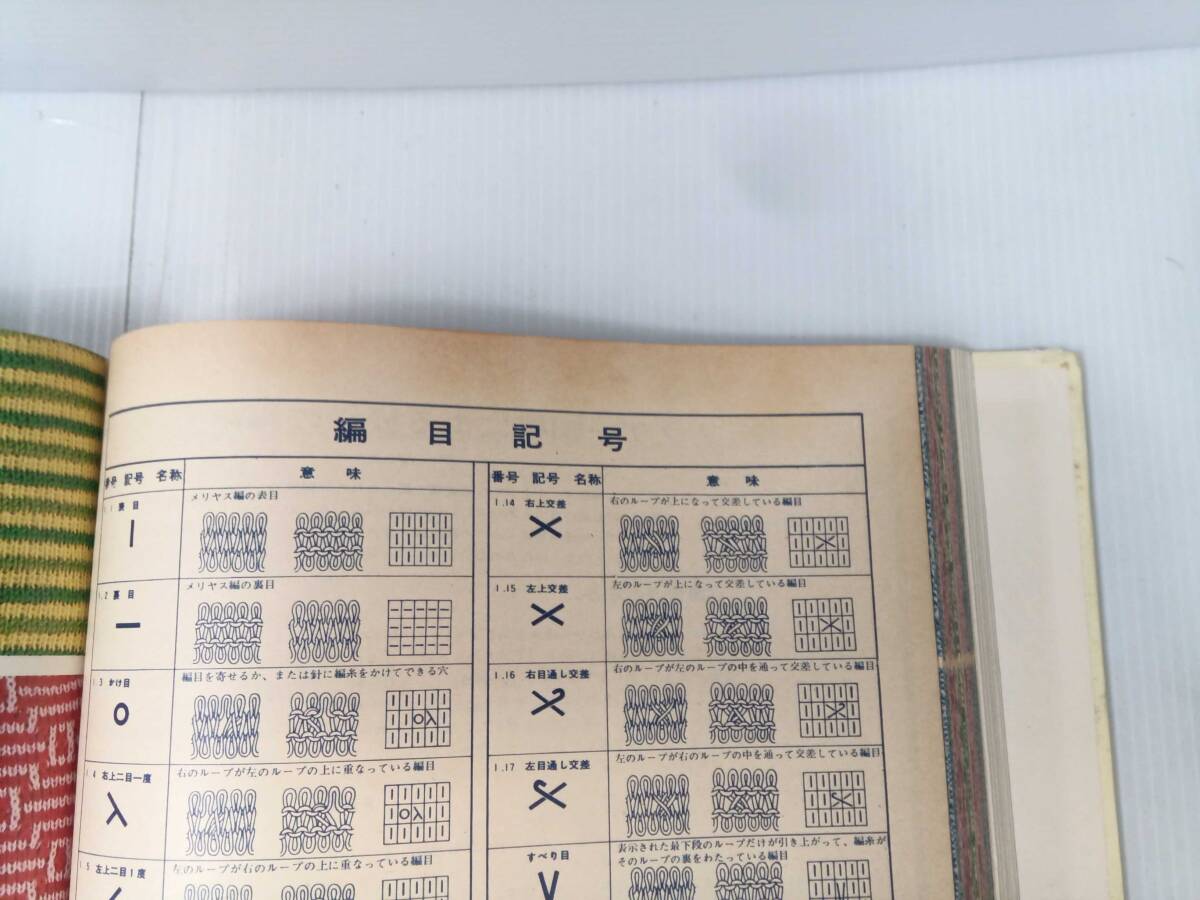 編目記号
番号 記号 名称 意味
1.1 表目
メリヤス編の表目
1.2 裏目
メリヤス編の裏目
1.3 かけ目
編目を寄せるか、または針に編糸をかけてできる穴
1.4 右上二目一度
右のループが左のループの上に重なっている編目
1.5 左上二目1度
左のループが右のループの上に重なっている編目
番号 記号 名称 意味
1.14 右上交差
右のループが上になって交差している編目
1.15 左上交差
左のループが上になって交差している編目
1.16 右目通し交差
右のループが左のループの中を通って交差している編目
1.17 左目通し交差
左のループが右のループの中を通って交差している編目
すべり目
表示された最下段のループだけが引き上がって、編糸が
そのループの裏をわたっている編目